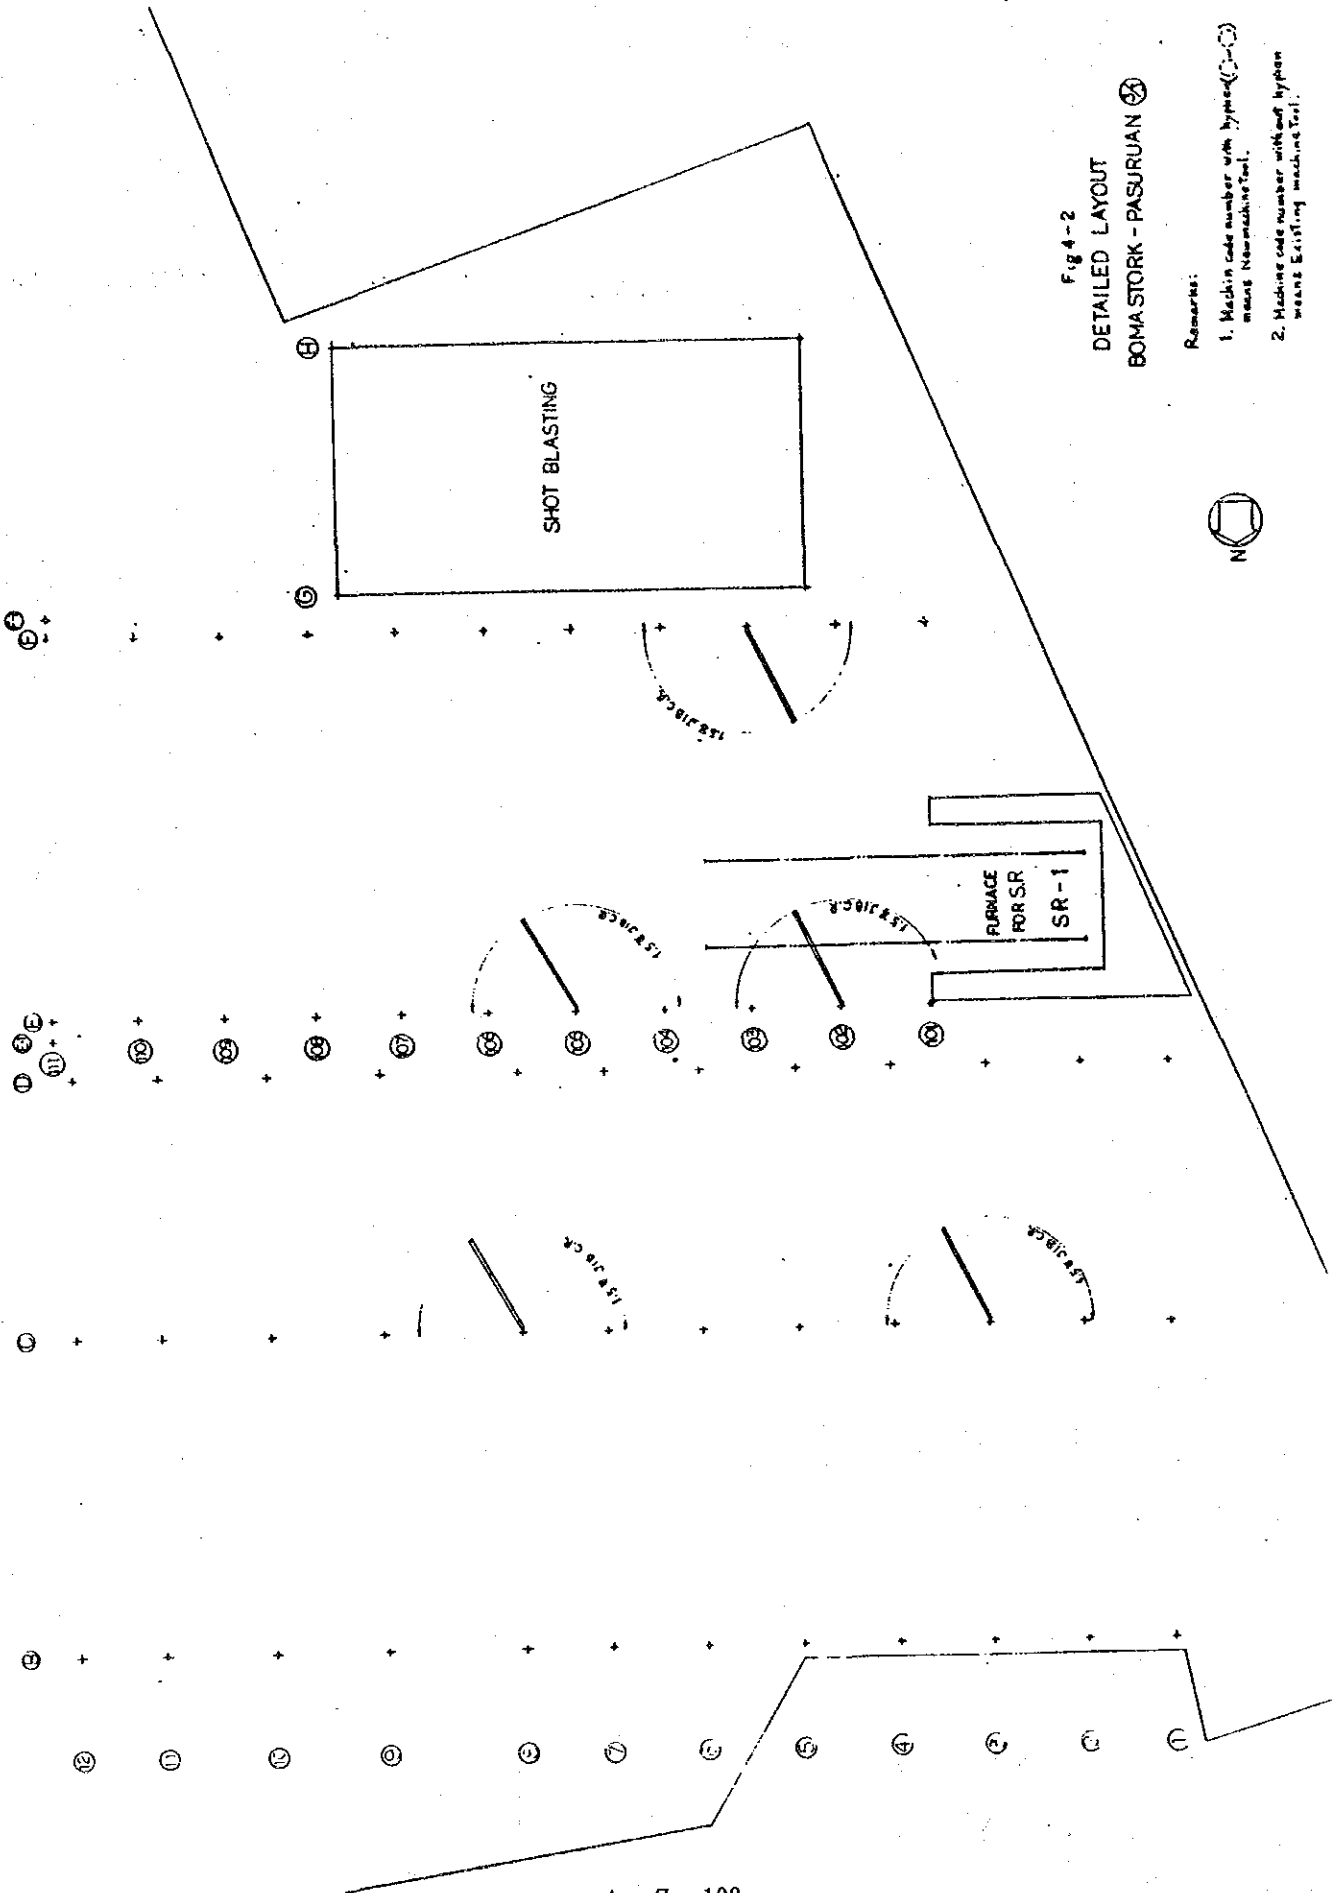 Fig 4-2
DETAILED LAYOUT
BOMA STORK - PASURUAN
Remarks:
1. Machin code number with hyphen(○-○)
means New machine Tool.
2. Machine code number without hyphen
means Existing machine Tool.
N
H
SHOT BLASTING
G
F
1.5 JIB C.R.
FURNACE
FOR S.R
SR-1
1.5 JIB C.R.
1.5 JIB C.R.
E
D
111
110
109
108
107
106
105
104
103
102
101
C
1.5 JIB C.R
1.5 JIB C.R
B
12
11
10
9
8
7
6
5
4
3
2
1